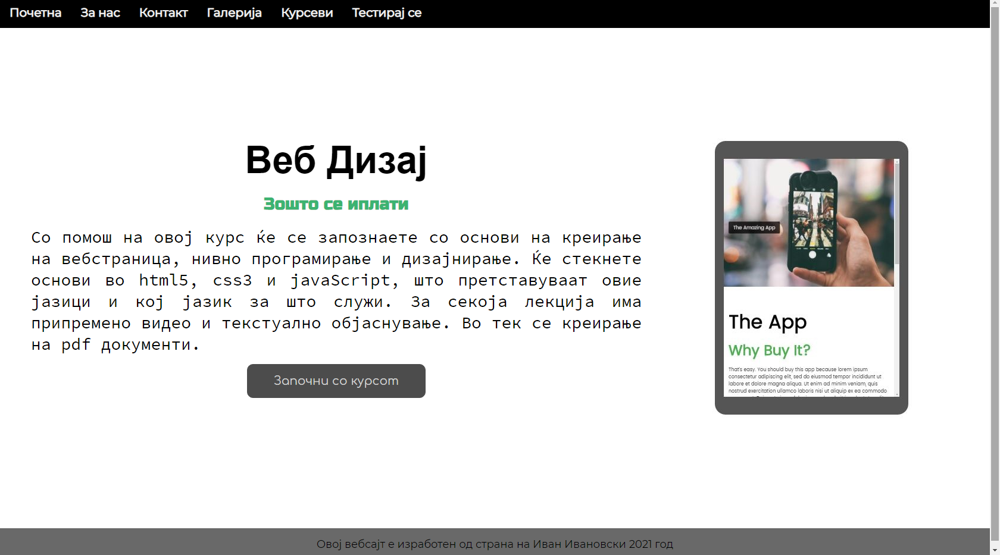 Почетна За нас Контакт Галерија Курсеви Тестирај се
Веб Дизај
Зошто се иплати
Со помош на овој курс ќе се запознаете со основи на креирање
на вебстраница, нивно програмирање и дизајнирање. Ќе стекнете
основи во html5, css3 и javaScript, што претставуваат овие
јазици и кој јазик за што служи. За секоја лекција има
припремено видео и текстуално објаснување. Во тек се креирање
на pdf документи.
Започни со курсот
The Amazing App
The App
Why Buy It?
That's easy. You should buy this app because lorem ipsum
consectetur adipiscing elit, sed do eiusmod tempor incididunt ut
labore et dolore magna aliqua. Ut enim ad minim veniam, quis
nostrud exercitation ullamco laboris nisi ut aliquip ex ea commodo
Овој вебсајт е изработен од страна на Иван Ивановски 2021 год